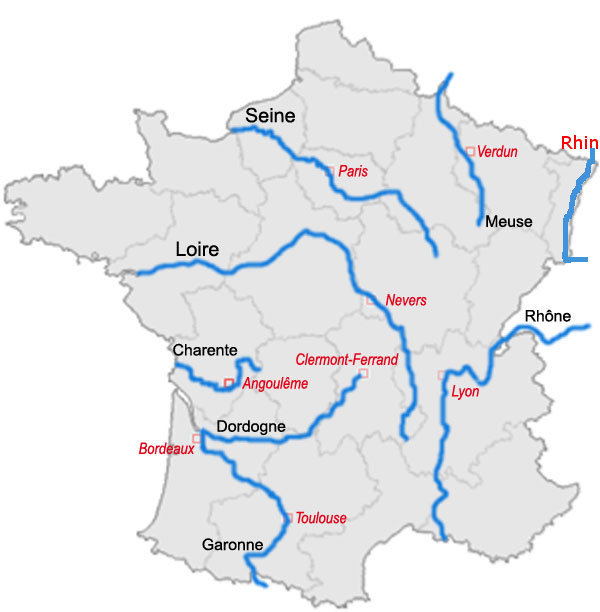 Seine
Rhin
Verdun
Paris
Meuse
Loire
Nevers
Rhône
Charente
Clermont-Ferrand
Angoulême
Lyon
Dordogne
Bordeaux
Toulouse
Garonne